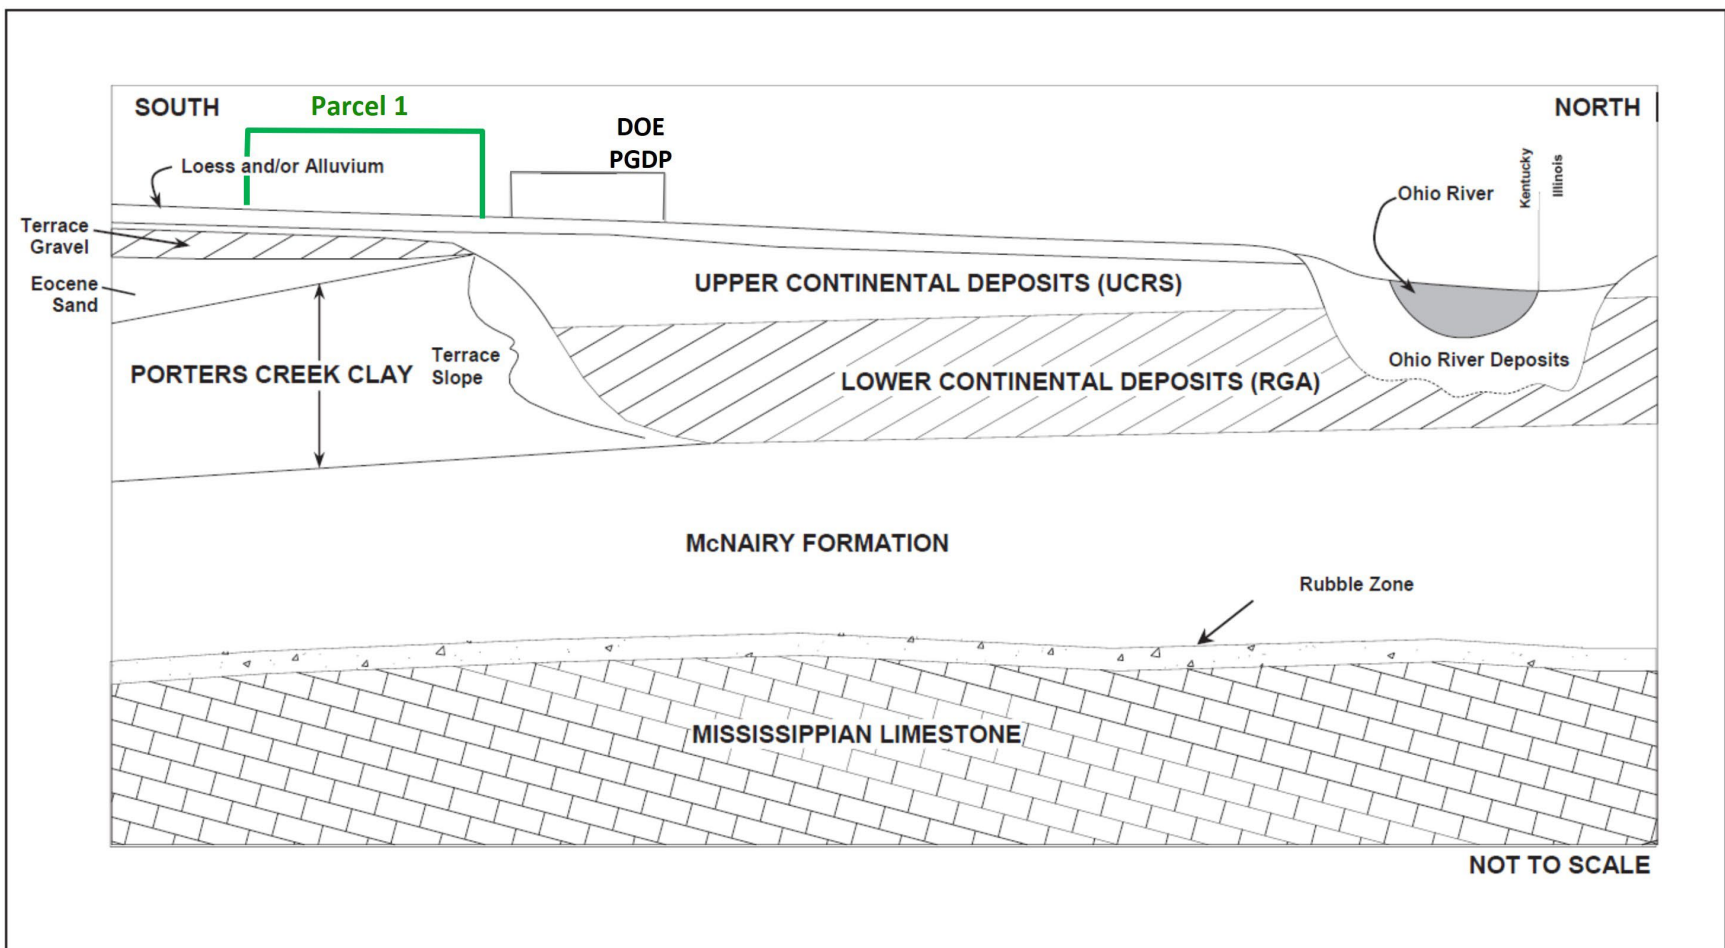 SOUTH
Parcel 1
NORTH
DOE
PGDP
Loess and/or Alluvium
Kentucky
Illinois
Ohio River
Terrace
Gravel
Eocene
Sand
UPPER CONTINENTAL DEPOSITS (UCRS)
PORTERS CREEK CLAY
Terrace
Slope
LOWER CONTINENTAL DEPOSITS (RGA)
Ohio River Deposits
McNAIRY FORMATION
Rubble Zone
MISSISSIPPIAN LIMESTONE
NOT TO SCALE